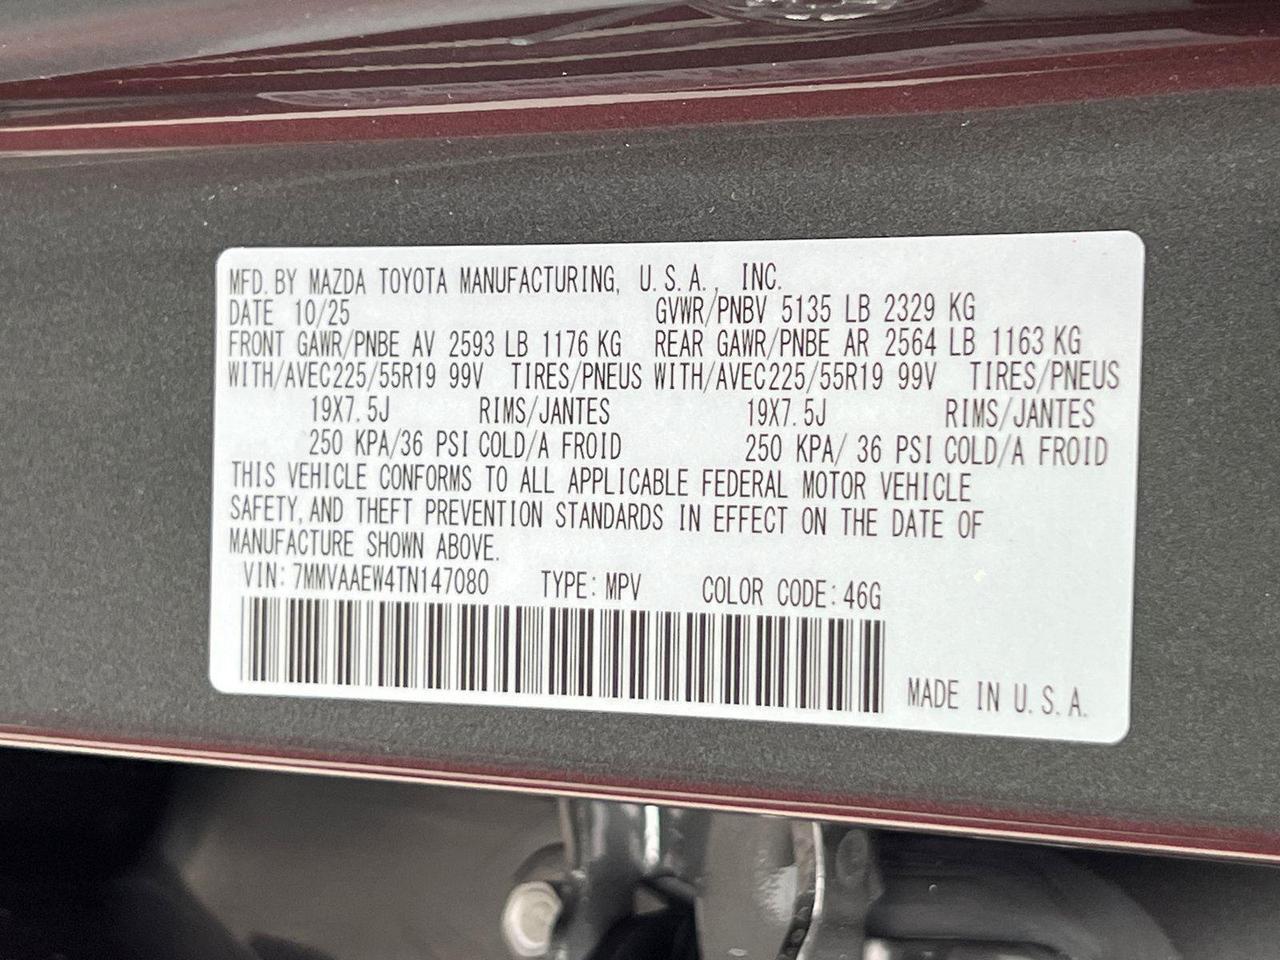 MFD. BY MAZDA TOYOTA MANUFACTURING, U.S.A., INC.
DATE 10/25 GVWR/PNBV 5135 LB 2329 KG
FRONT GAWR/PNBE AV 2593 LB 1176 KG REAR GAWR/PNBE AR 2564 LB 1163 KG
WITH/AVEC225/55R19 99V TIRES/PNEUS WITH/AVEC225/55R19 99V TIRES/PNEUS
19X7.5J RIMS/JANTES 19X7.5J RIMS/JANTES
250 KPA/36 PSI COLD/A FROID 250 KPA/ 36 PSI COLD/A FROID
THIS VEHICLE CONFORMS TO ALL APPLICABLE FEDERAL MOTOR VEHICLE
SAFETY, AND THEFT PREVENTION STANDARDS IN EFFECT ON THE DATE OF
MANUFACTURE SHOWN ABOVE.
VIN: 7MMVAAEW4TN147080 TYPE: MPV COLOR CODE: 46G
MADE IN U.S.A.